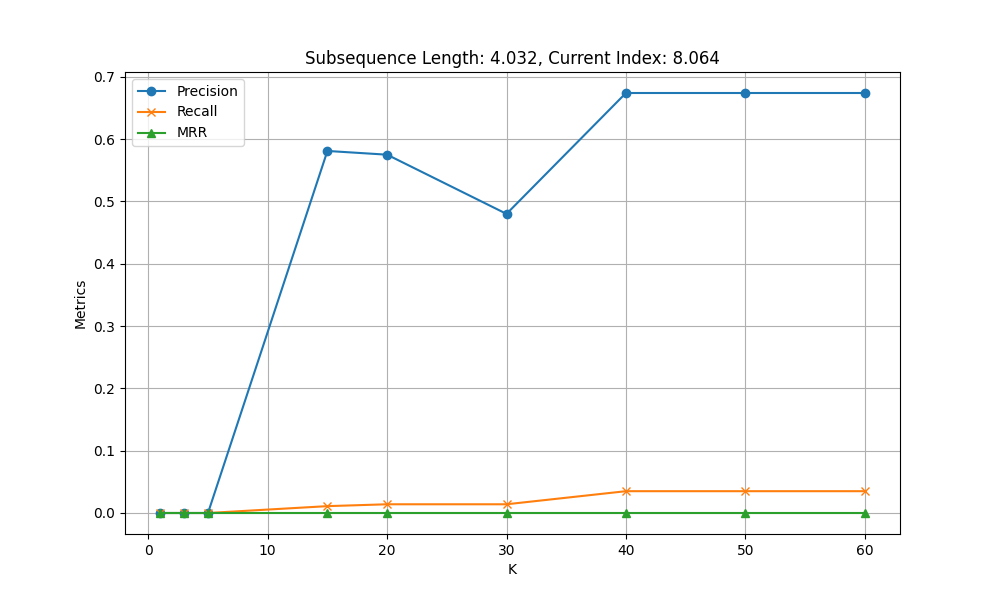 Subsequence Length: 4.032, Current Index: 8.064
Precision
Recall
MRR
0.7
0.6
0.5
0.4
0.3
0.2
0.1
0.0
Metrics
0 10 20 30 40 50 60
K